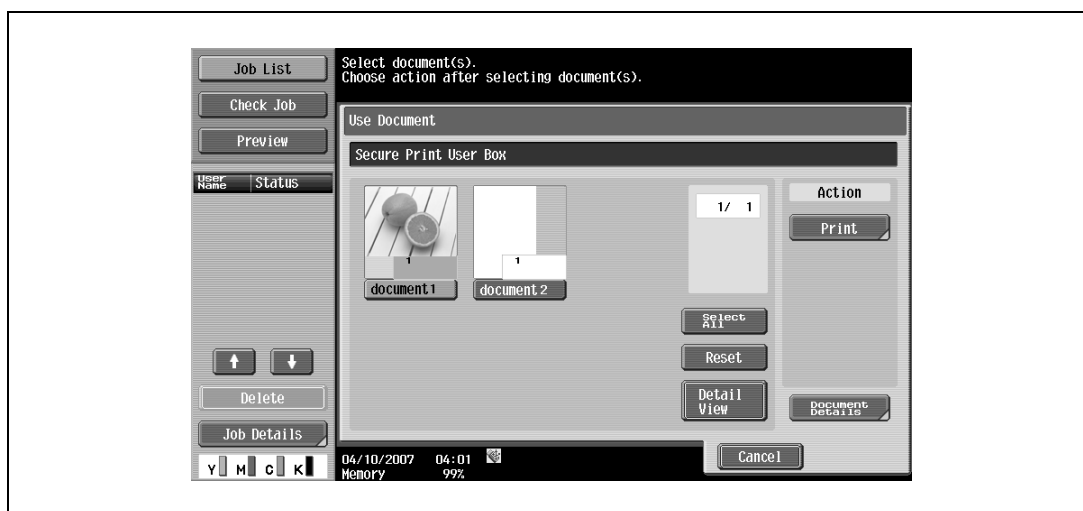 Job List
Check Job
Preview
User Name
Status
Delete
Job Details
Y M C K
Select document(s).
Choose action after selecting document(s).
Use Document
Secure Print User Box
1
document1
1
document2
1/ 1
Select All
Reset
Detail
View
Action
Print
Document
Details
Cancel
04/10/2007 04:01
Memory 99%